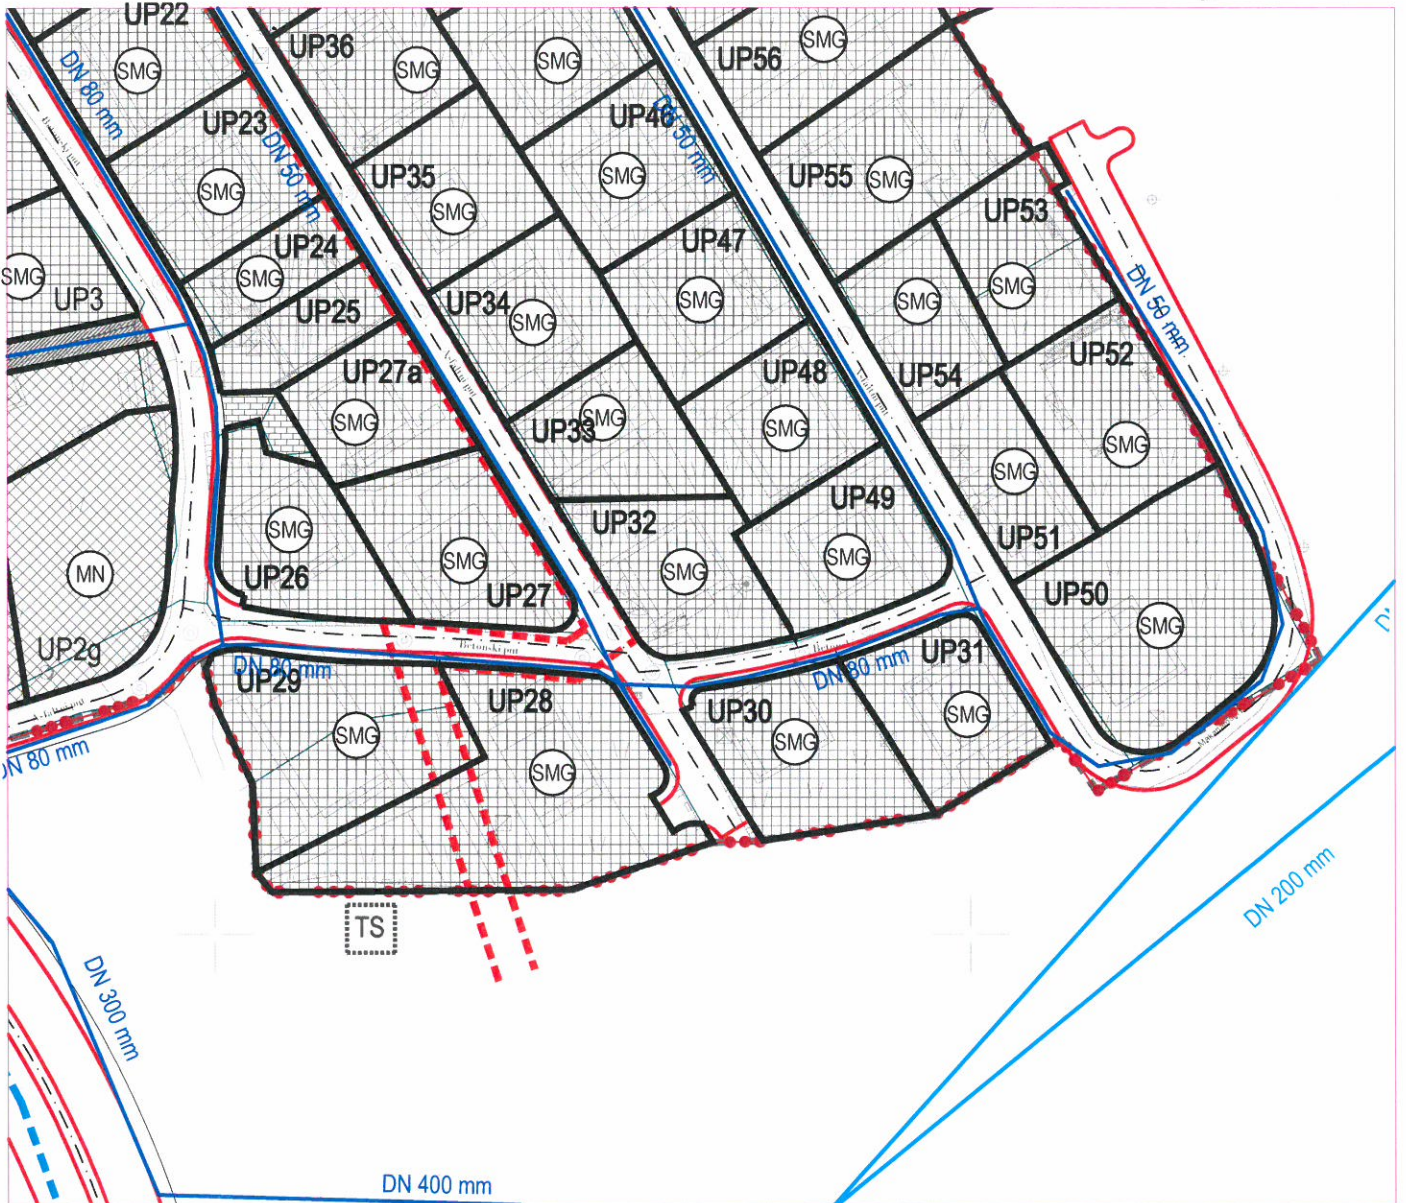 UP22
SMG
DN 80 mm
UP36
SMG
SMG
SMG
UP56
UP23
SMG
DN 50 mm
UP35
SMG
UP46
DN 50 mm
SMG
UP55
SMG
UP53
SMG
DN 50 mm
Betonski put
SMG
UP3
UP24
SMG
UP25
UP34
SMG
UP47
SMG
SMG
UP54
UP52
SMG
UP27a
SMG
UP33
SMG
UP48
SMG
SMG
UP51
UP32
SMG
UP49
SMG
SMG
UP26
SMG
UP27
MN
UP2g
UP50
SMG
Betonski put
DN 80 mm
UP29
SMG
UP28
SMG
DN 80 mm
UP30
SMG
UP31
SMG
DN 80 mm
TS
DN 200 mm
DN 300 mm
DN 400 mm